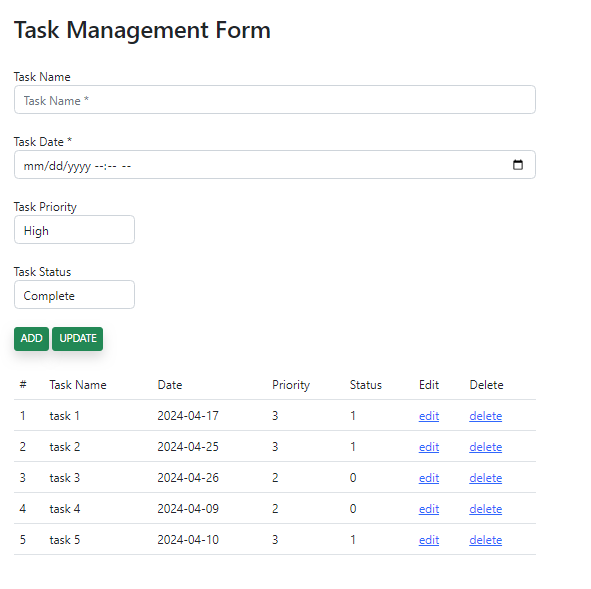 Task Management Form
Task Name
Task Name *
Task Date *
mm/dd/yyyy --:-- --
Task Priority
High
Task Status
Complete
ADD UPDATE
# Task Name Date Priority Status Edit Delete
1 task 1 2024-04-17 3 1 edit delete
2 task 2 2024-04-25 3 1 edit delete
3 task 3 2024-04-26 2 0 edit delete
4 task 4 2024-04-09 2 0 edit delete
5 task 5 2024-04-10 3 1 edit delete